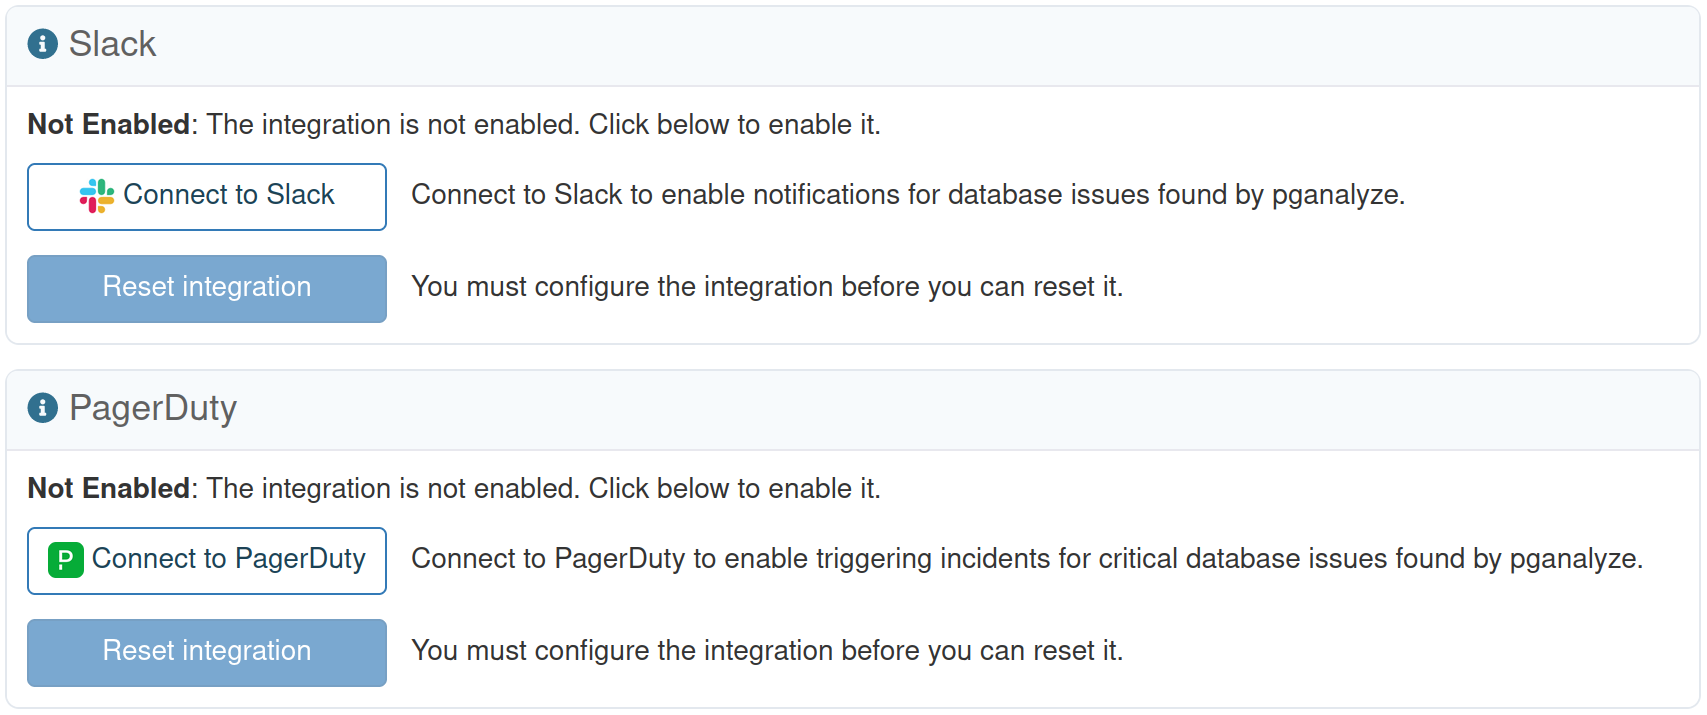 Slack
Not Enabled: The integration is not enabled. Click below to enable it.
Connect to Slack Connect to Slack to enable notifications for database issues found by pganalyze.
Reset integration You must configure the integration before you can reset it.
PagerDuty
Not Enabled: The integration is not enabled. Click below to enable it.
Connect to PagerDuty Connect to PagerDuty to enable triggering incidents for critical database issues found by pganalyze.
Reset integration You must configure the integration before you can reset it.